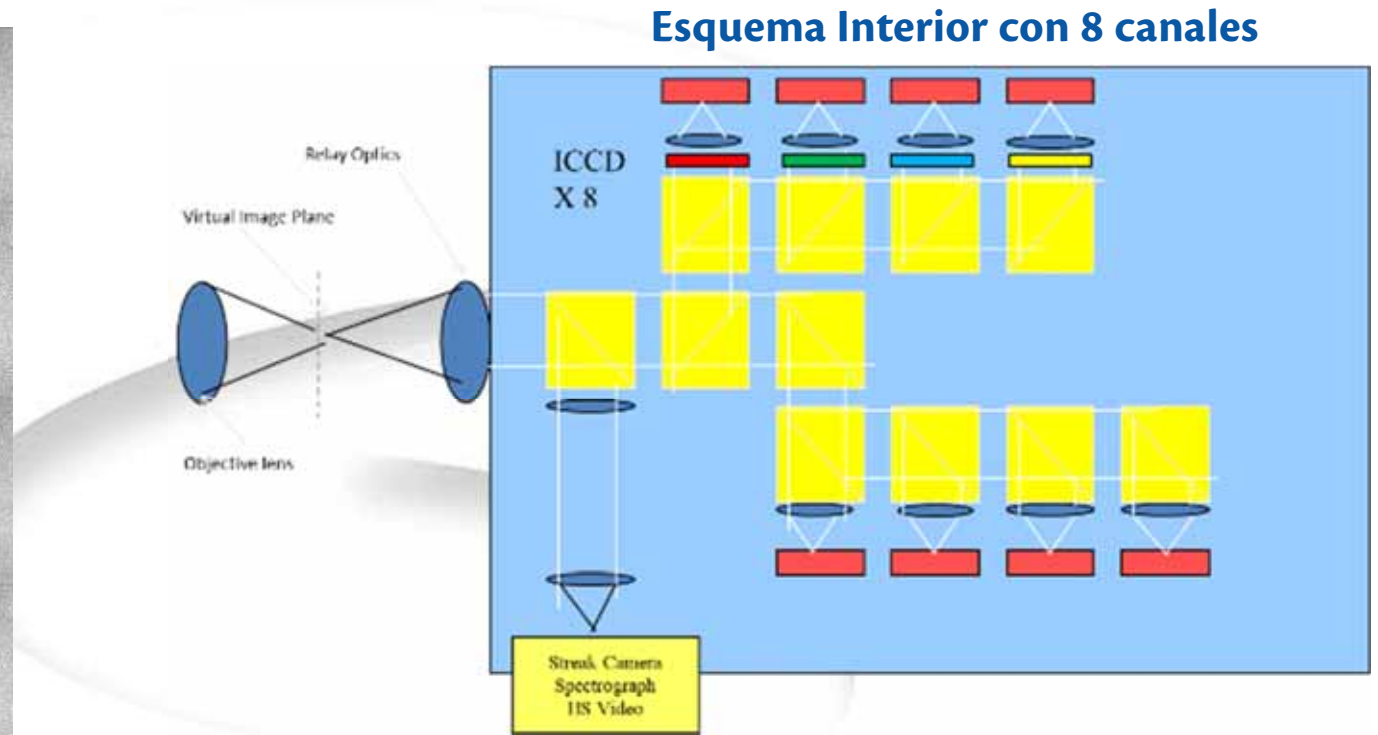 Esquema Interior con 8 canales
Relay Optics
ICCD
X 8
Virtual Image Plane
Objective lens
Streak Camera
Spectrograph
HS Video